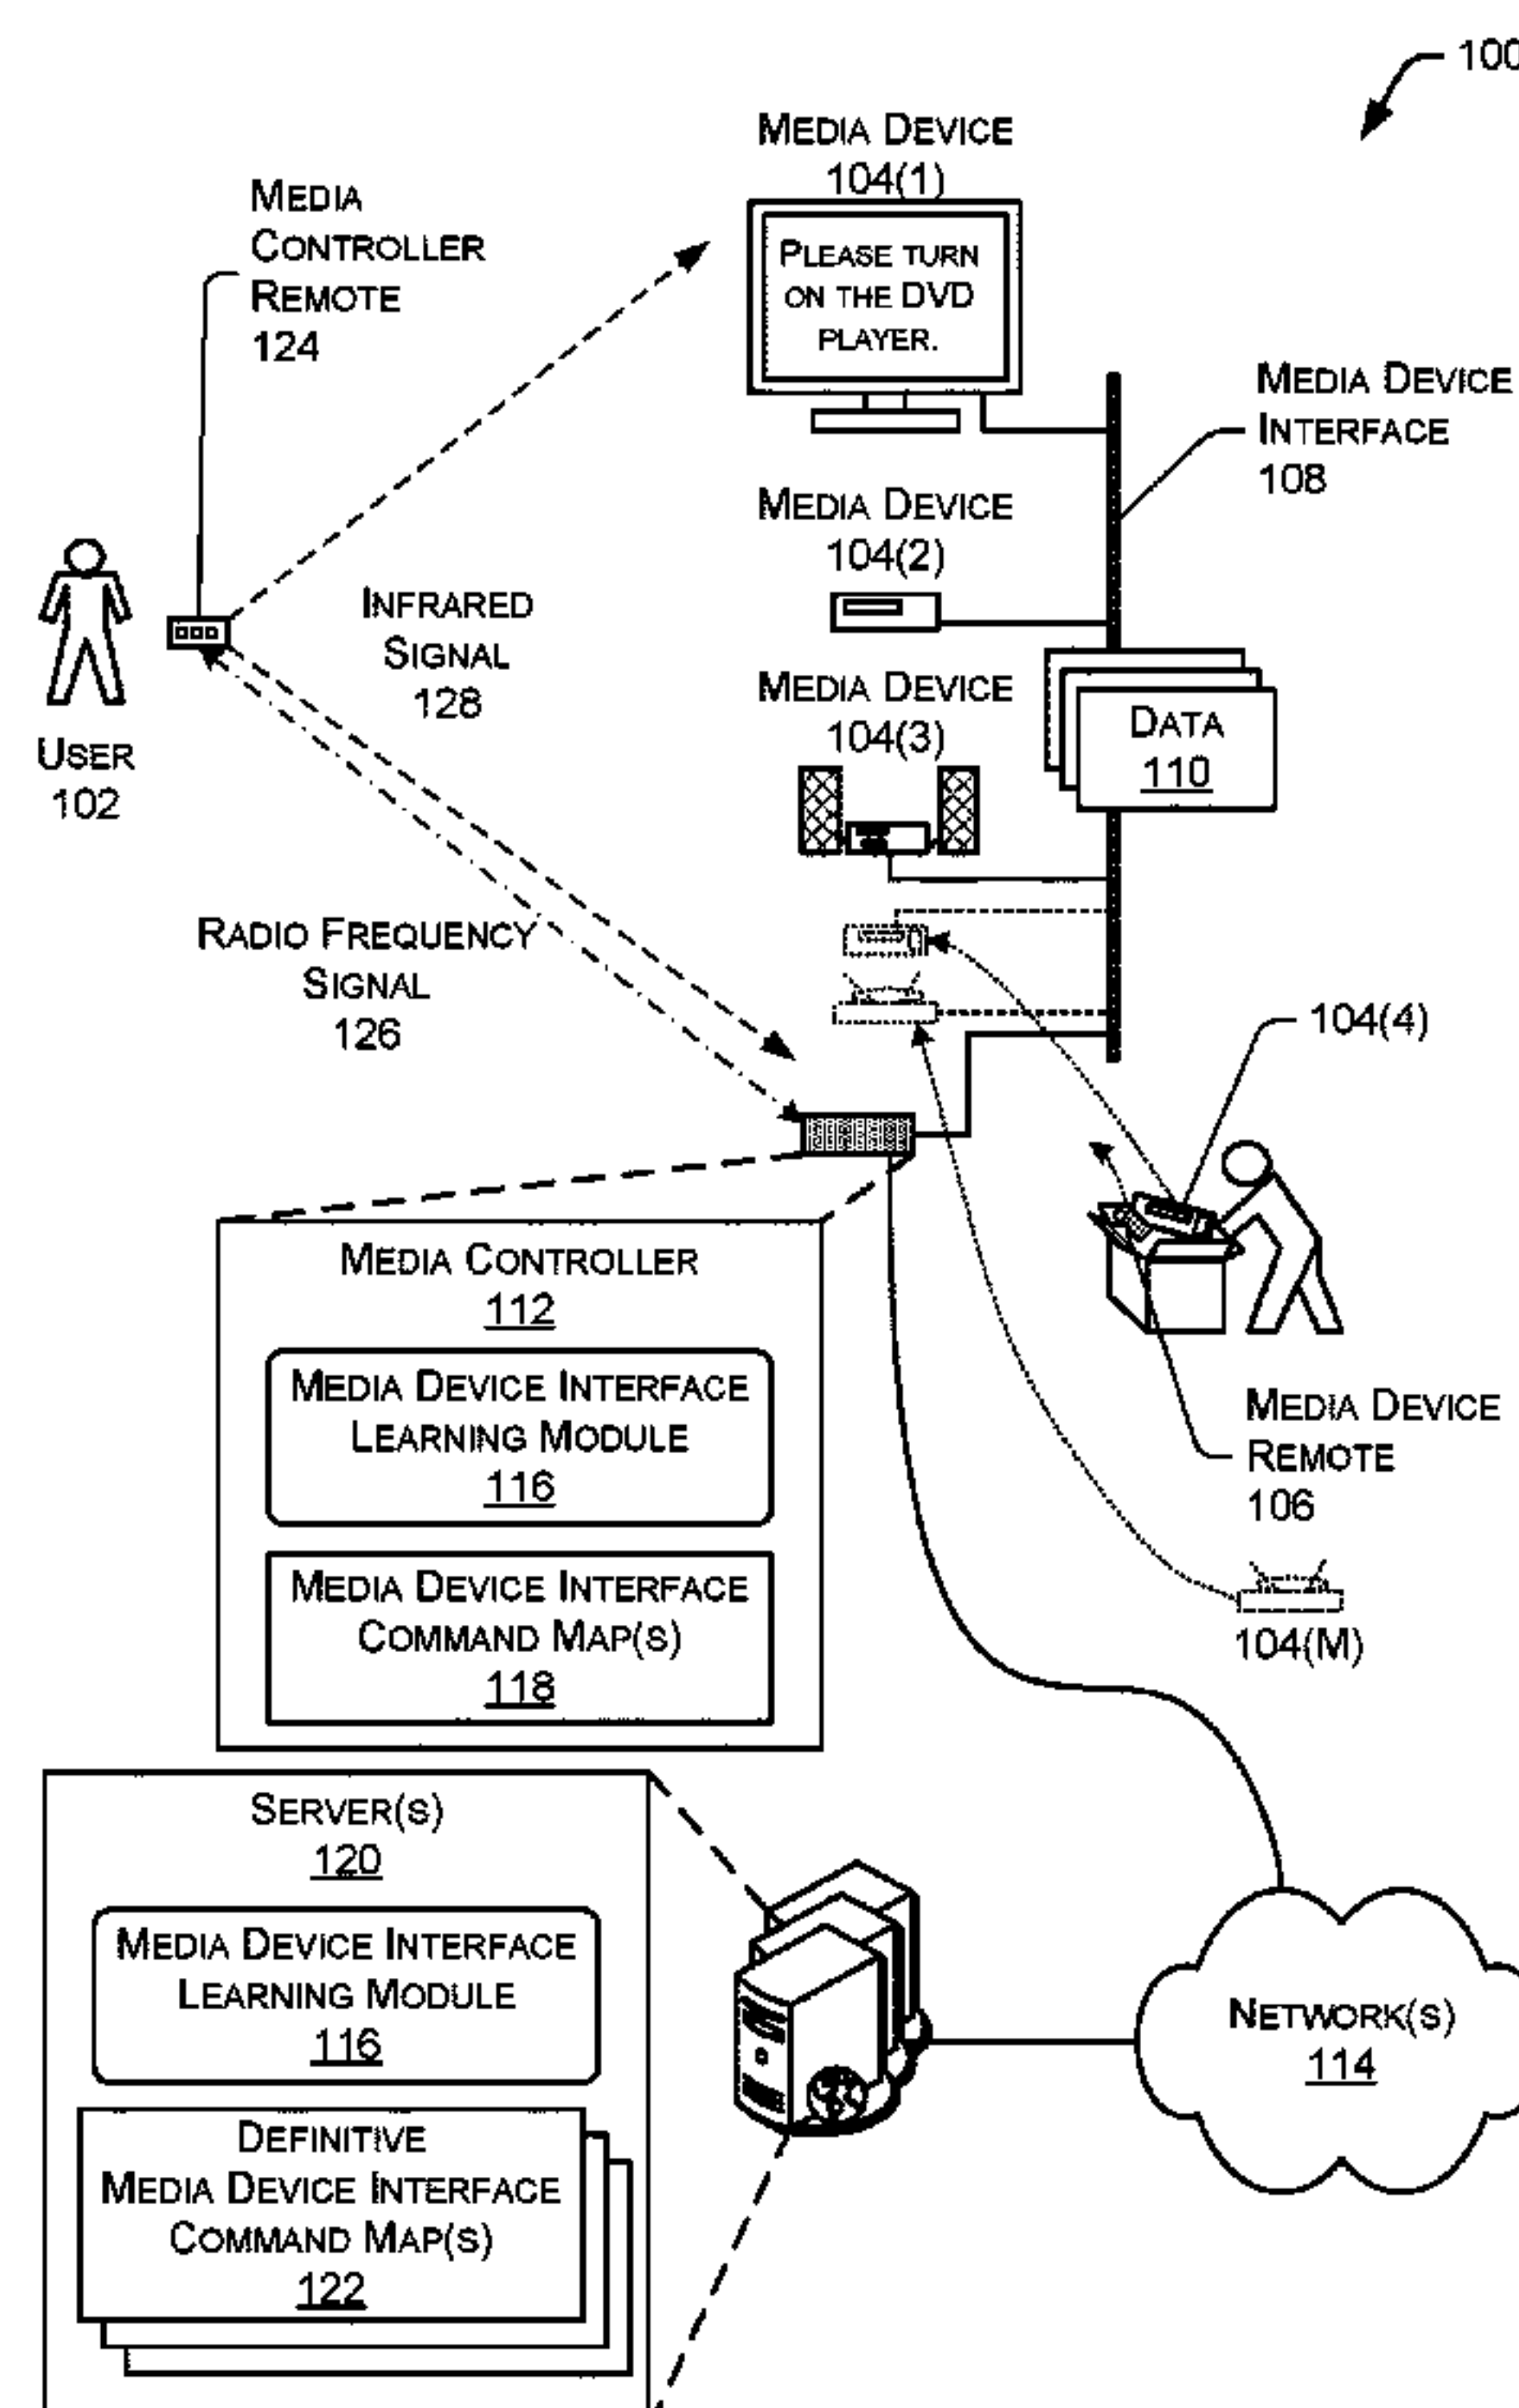 100
MEDIA DEVICE
104(1)
MEDIA
CONTROLLER
REMOTE
124
PLEASE TURN
ON THE DVD
PLAYER.
MEDIA DEVICE
INTERFACE
108
MEDIA DEVICE
104(2)
INFRARED
SIGNAL
128
MEDIA DEVICE
104(3)
DATA
110
USER
102
RADIO FREQUENCY
SIGNAL
126
104(4)
MEDIA CONTROLLER
112
MEDIA DEVICE INTERFACE
LEARNING MODULE
116
MEDIA DEVICE INTERFACE
COMMAND MAP(S)
118
MEDIA DEVICE
REMOTE
106
104(M)
SERVER(S)
120
MEDIA DEVICE INTERFACE
LEARNING MODULE
116
DEFINITIVE
MEDIA DEVICE INTERFACE
COMMAND MAP(S)
122
NETWORK(S)
114